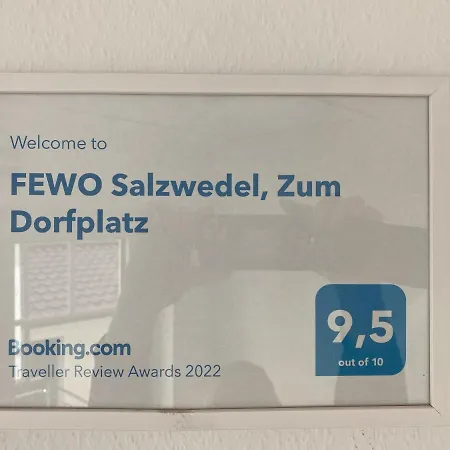 Welcome to
FEWO Salzwedel, Zum
Dorfplatz
Booking.com
Traveller Review Awards 2022
9,5
out of 10